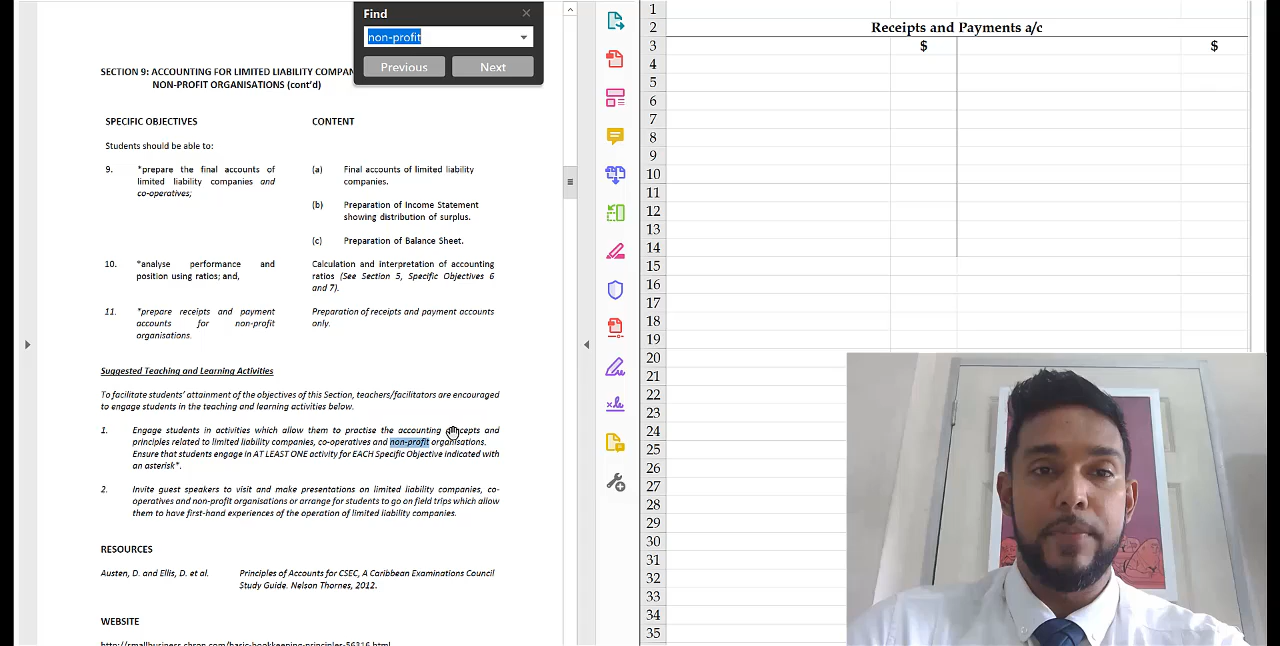 Find
non-profit
Previous
Next
SECTION 9: ACCOUNTING FOR LIMITED LIABILITY COMPAN
NON-PROFIT ORGANISATIONS (cont'd)
SPECIFIC OBJECTIVES
CONTENT
Students should be able to:
9.
*prepare the final accounts of
limited liability companies and
co-operatives;
(a) Final accounts of limited liability
companies.
(b) Preparation of Income Statement
showing distribution of surplus.
(c) Preparation of Balance Sheet.
10.
*analyse performance and
position using ratios; and,
Calculation and interpretation of accounting
ratios (See Section 5, Specific Objectives 6
and 7).
11.
*prepare receipts and payment
accounts for non-profit
organisations.
Preparation of receipts and payment accounts
only.
Suggested Teaching and Learning Activities
To facilitate students' attainment of the objectives of this Section, teachers/facilitators are encouraged
to engage students in the teaching and learning activities below.
1. Engage students in activities which allow them to practise the accounting concepts and
principles related to limited liability companies, co-operatives and non-profit organisations.
Ensure that students engage in AT LEAST ONE activity for EACH Specific Objective indicated with
an asterisk*.
2. Invite guest speakers to visit and make presentations on limited liability companies, co-
operatives and non-profit organisations or arrange for students to go on field trips which allow
them to have first-hand experiences of the operation of limited liability companies.
RESOURCES
Austen, D. and Ellis, D. et al.
Principles of Accounts for CSEC, A Caribbean Examinations Council
Study Guide. Nelson Thornes, 2012.
WEBSITE
http://smallbusiness.chron.com/basic-bookkeeping-principles-56316.html
1
2
Receipts and Payments a/c
3
$
$
4
5
6
7
8
9
10
11
12
13
14
15
16
17
18
19
20
21
22
23
24
25
26
27
28
29
30
31
32
33
34
35